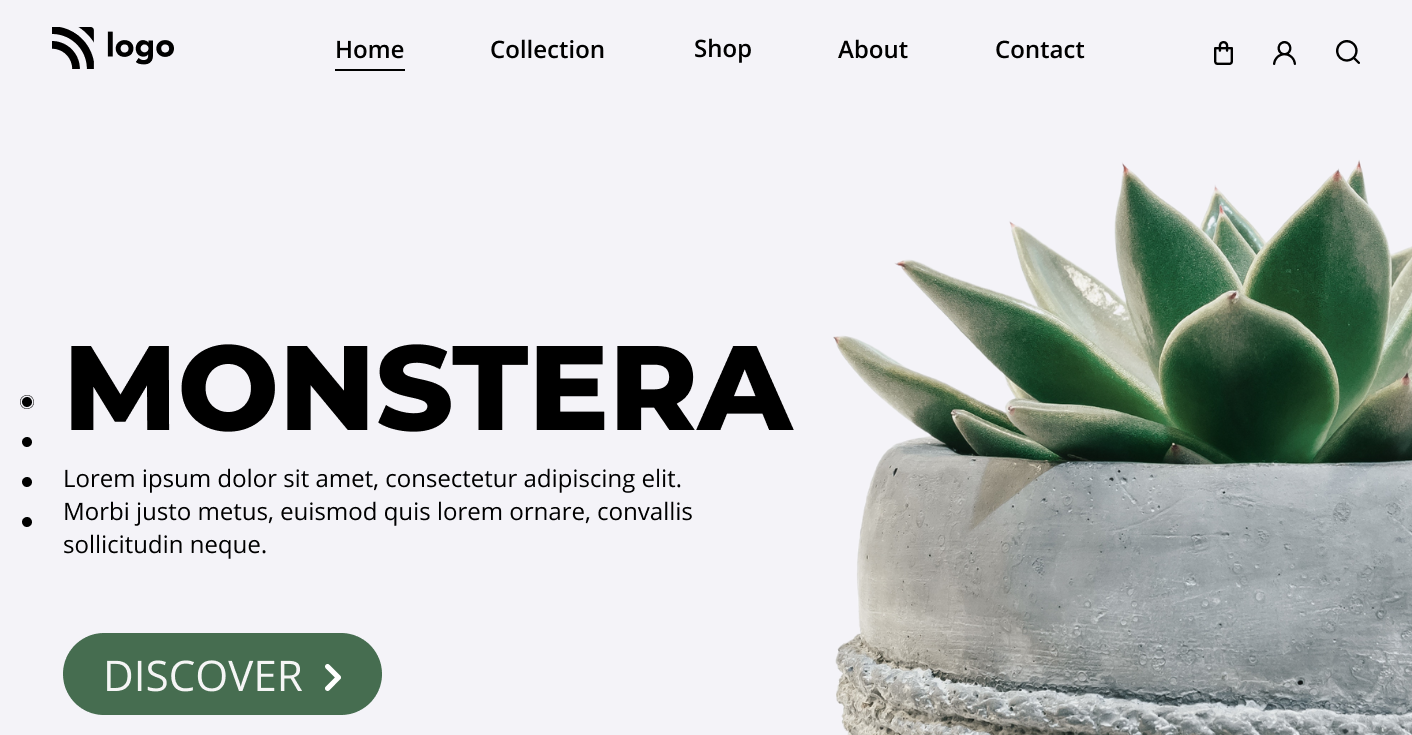 logo
Home
Collection
Shop
About
Contact
MONSTERA
Lorem ipsum dolor sit amet, consectetur adipiscing elit.
Morbi justo metus, euismod quis lorem ornare, convallis
sollicitudin neque.
DISCOVER